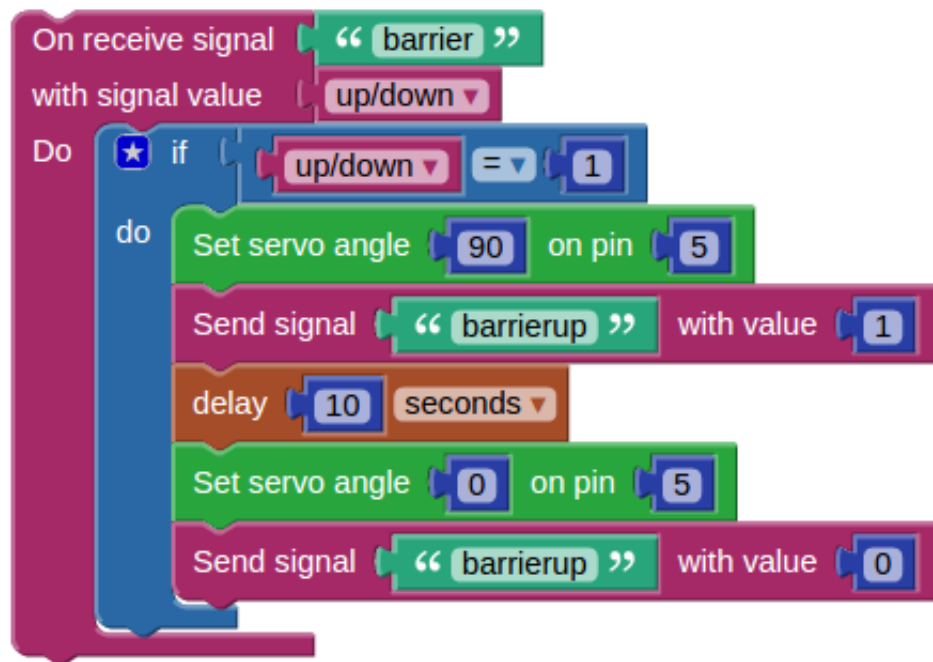 On receive signal “ barrier ”
with signal value up/down ▾
Do if up/down ▾ = ▾ 1
do Set servo angle 90 on pin 5
Send signal “ barrierup ” with value 1
delay 10 seconds ▾
Set servo angle 0 on pin 5
Send signal “ barrierup ” with value 0